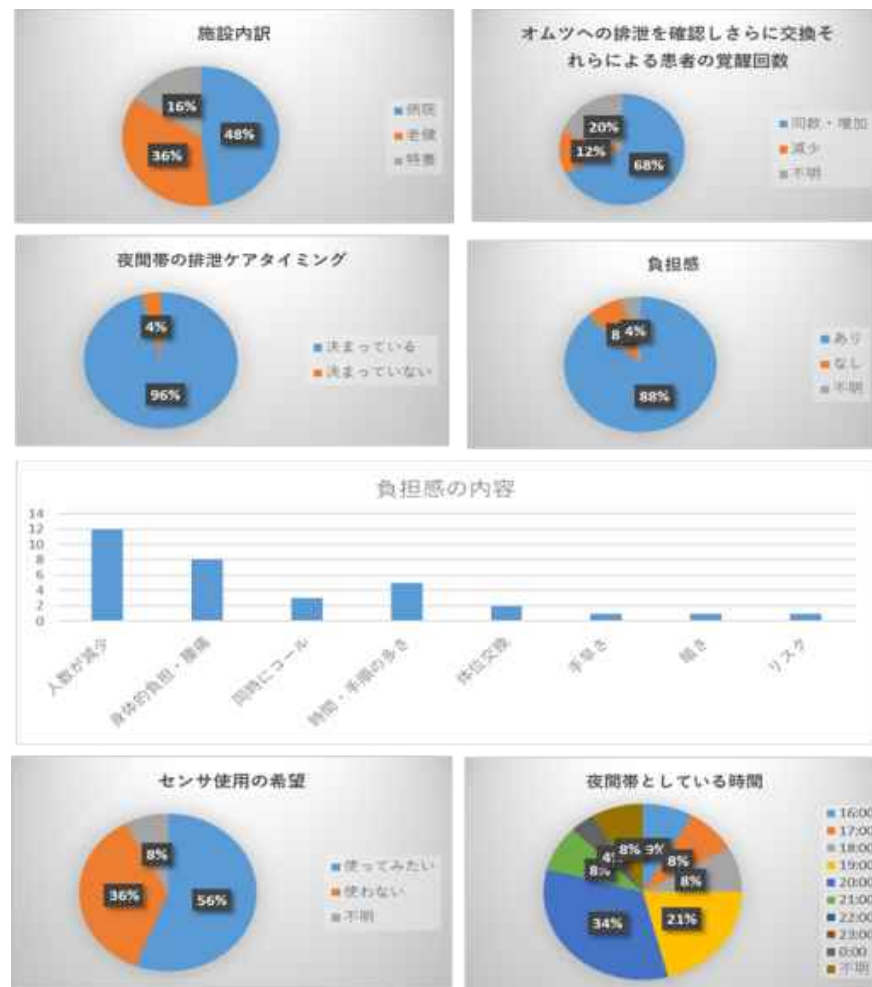 施設内訳
48%
36%
16%
病院
老健
特養
オムツへの排泄を確認しさらに交換そ
れらによる患者の覚醒回数
68%
12%
20%
同数・増加
減少
不明
夜間帯の排泄ケアタイミング
4%
96%
決まっている
決まっていない
負担感
8
4%
88%
あり
なし
不明
負担感の内容
14
12
10
8
6
4
2
0
人数が減少
身体的負担・腰痛
同時にコール
時間・手順の多さ
体位交換
手早さ
暗さ
リスク
センサ使用の希望
8%
36%
56%
使ってみたい
使わない
不明
夜間帯としている時間
9%
8%
8%
21%
34%
8%
4%
8%
16:00
17:00
18:00
19:00
20:00
21:00
22:00
23:00
0:00
不明